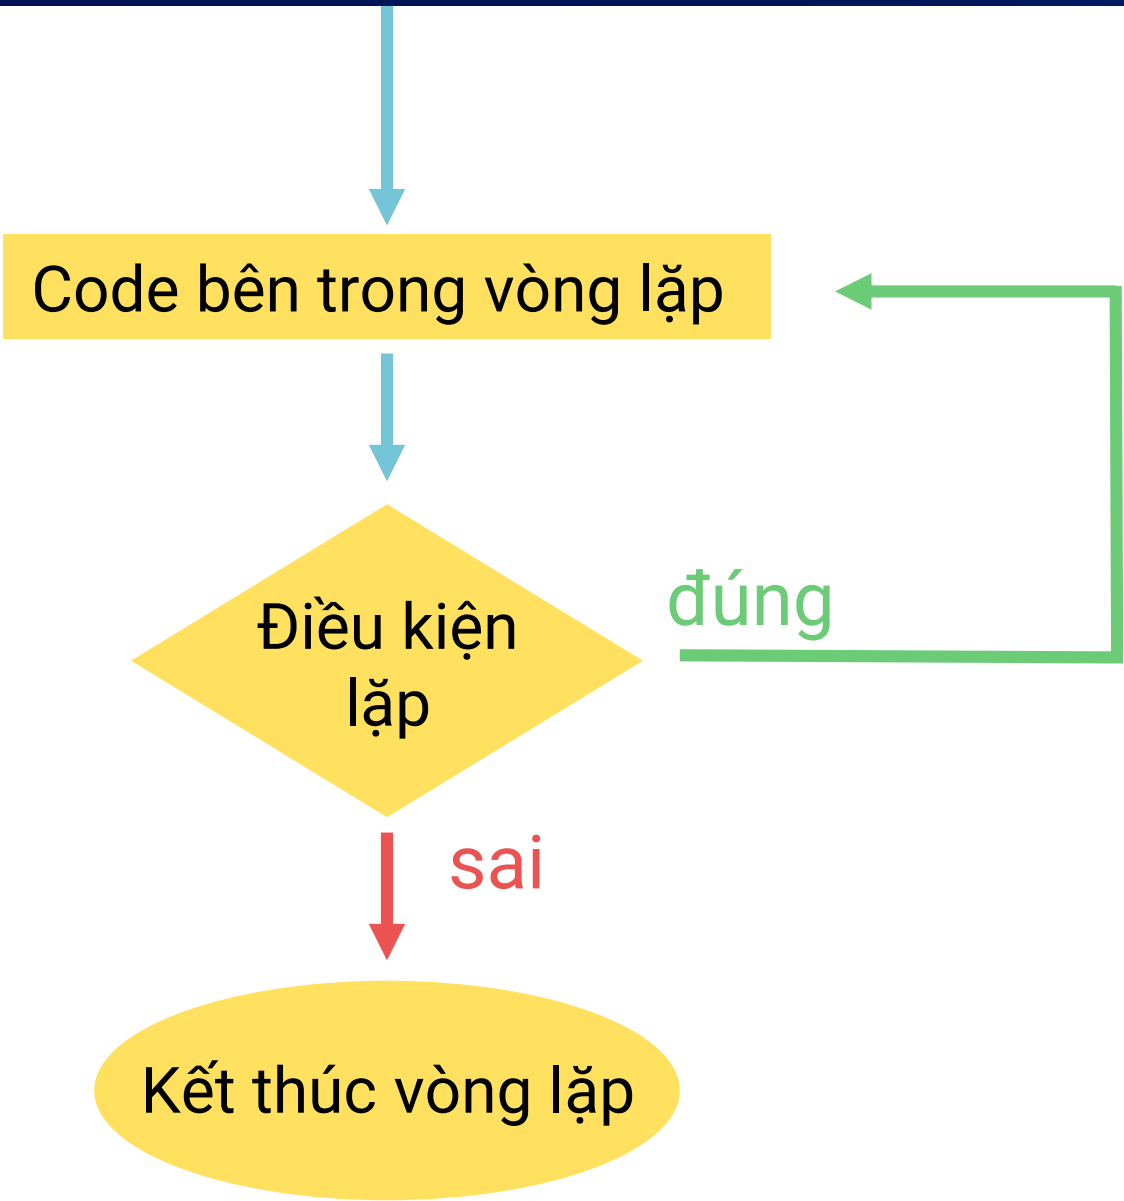 Code bên trong vòng lặp
đúng
Điều kiện
lặp
sai
Kết thúc vòng lặp